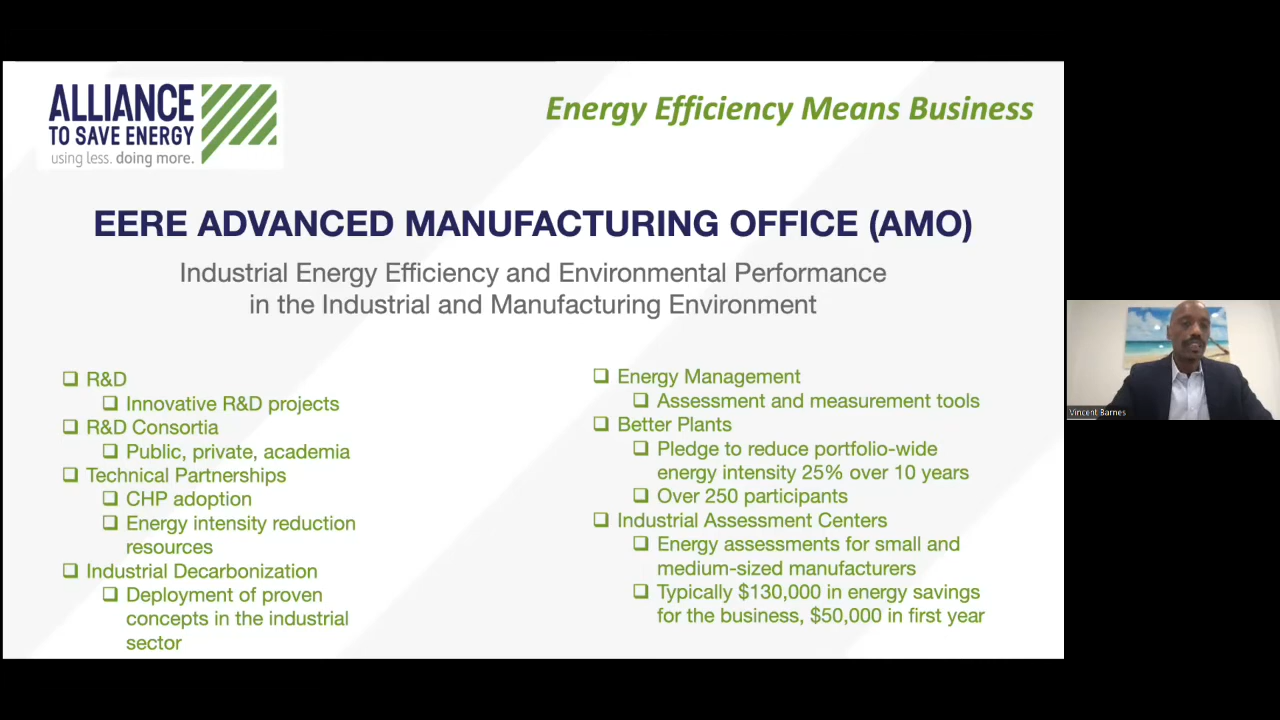 ALLIANCE
TO SAVE ENERGY
using less. doing more.
Energy Efficiency Means Business
EERE ADVANCED MANUFACTURING OFFICE (AMO)
Industrial Energy Efficiency and Environmental Performance
in the Industrial and Manufacturing Environment
R&D
Innovative R&D projects
R&D Consortia
Public, private, academia
Technical Partnerships
CHP adoption
Energy intensity reduction
resources
Industrial Decarbonization
Deployment of proven
concepts in the industrial
sector
Energy Management
Assessment and measurement tools
Better Plants
Pledge to reduce portfolio-wide
energy intensity 25% over 10 years
Over 250 participants
Industrial Assessment Centers
Energy assessments for small and
medium-sized manufacturers
Typically $130,000 in energy savings
for the business, $50,000 in first year
Vincent Barnes